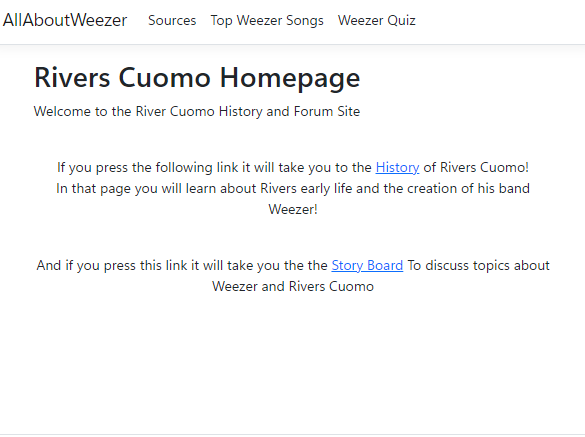 AllAboutWeezer Sources Top Weezer Songs Weezer Quiz
Rivers Cuomo Homepage
Welcome to the River Cuomo History and Forum Site
If you press the following link it will take you to the History of Rivers Cuomo!
In that page you will learn about Rivers early life and the creation of his band
Weezer!
And if you press this link it will take you the the Story Board To discuss topics about
Weezer and Rivers Cuomo